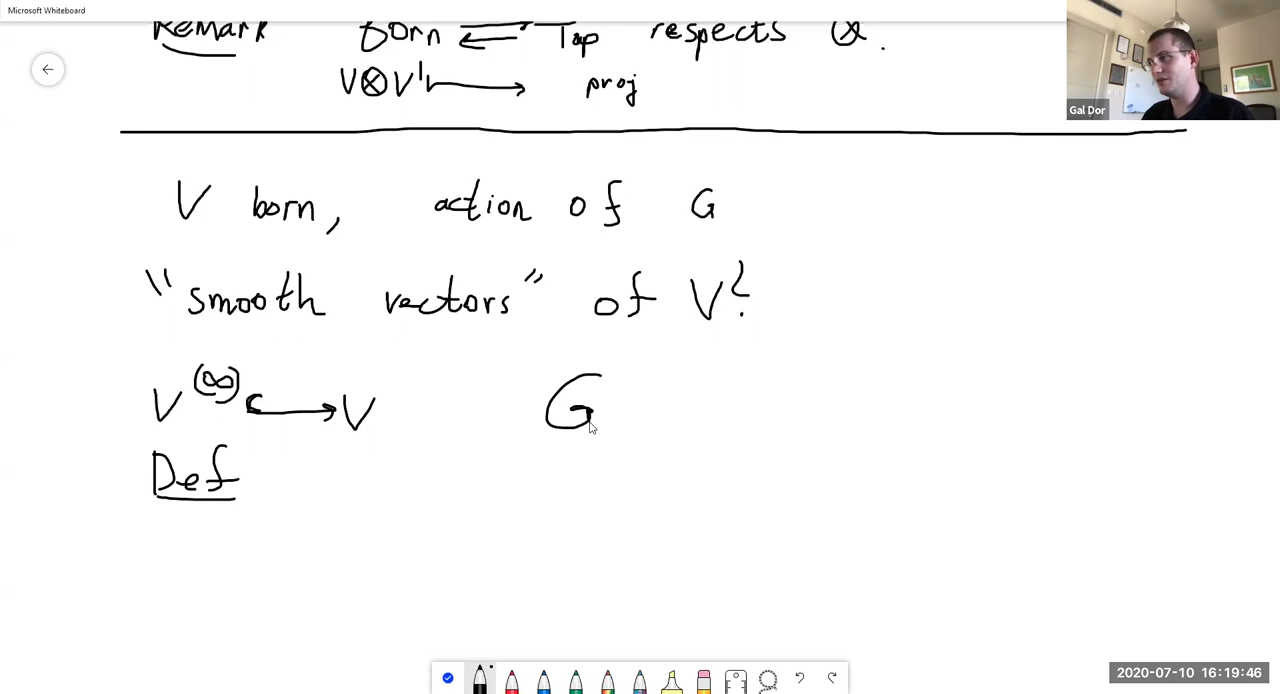 Microsoft Whiteboard
Remark Born ⇄ Top respects ⊗.
V⊗V' ↦ proj
Gal Dor
V born, action of G
"smooth vectors" of V?
V^(∞) ↪ V G
Def
2020-07-10 16:19:46